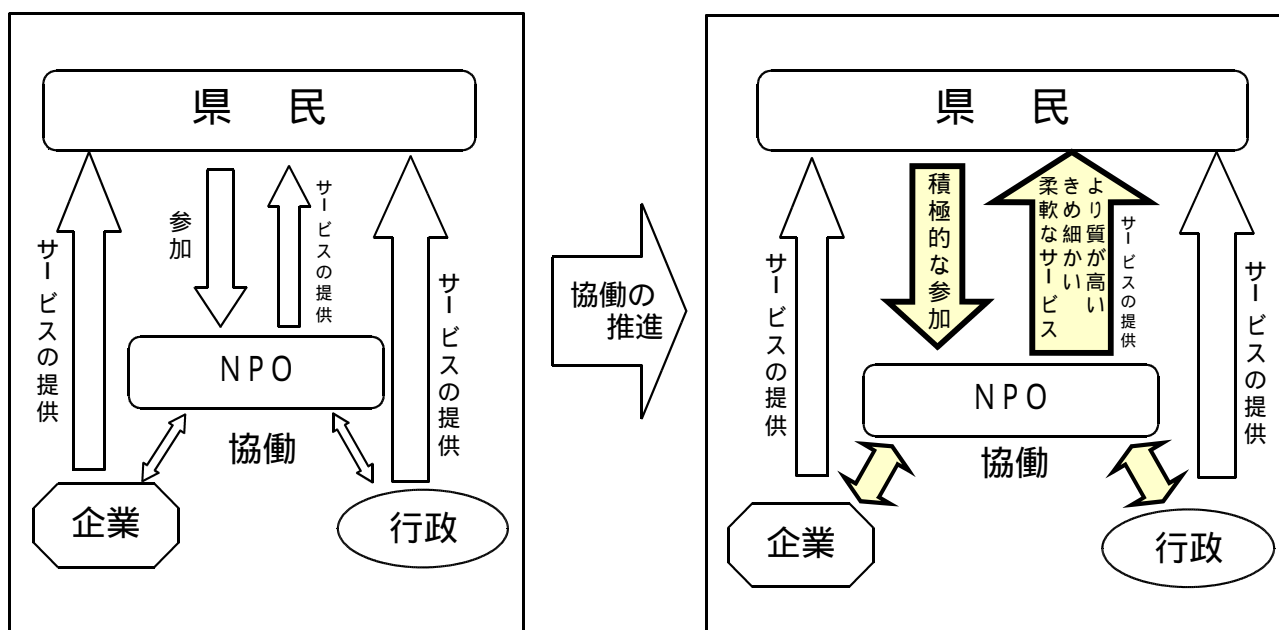 県 民
参加
サービスの提供
サービスの提供
サービスの提供
NPO
協働
企業
行政
協働の
推進
県 民
積極的な参加
より質が高い
きめ細かい
柔軟なサービス
サービスの提供
サービスの提供
サービスの提供
NPO
協働
企業
行政